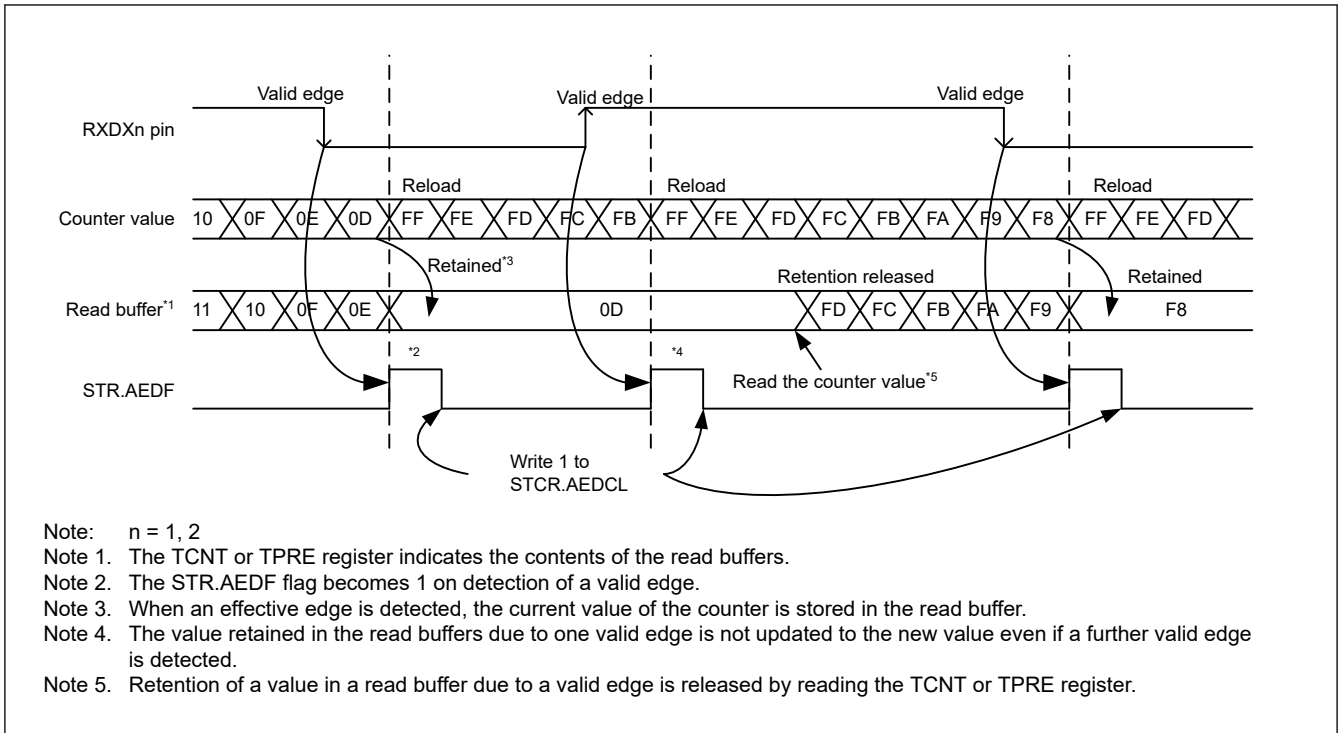 Valid edge Valid edge Valid edge
RXDXn pin
Reload Reload Reload
Counter value 10 0F 0E 0D FF FE FD FC FB FF FE FD FC FB FA F9 F8 FF FE FD
Retained*3 Retention released Retained
Read buffer*1 11 10 0F 0E 0D FD FC FB FA F9 F8
*2 *4
Read the counter value*5
STR.AEDF
Write 1 to
STCR.AEDCL
Note: n = 1, 2
Note 1. The TCNT or TPRE register indicates the contents of the read buffers.
Note 2. The STR.AEDF flag becomes 1 on detection of a valid edge.
Note 3. When an effective edge is detected, the current value of the counter is stored in the read buffer.
Note 4. The value retained in the read buffers due to one valid edge is not updated to the new value even if a further valid edge
is detected.
Note 5. Retention of a value in a read buffer due to a valid edge is released by reading the TCNT or TPRE register.